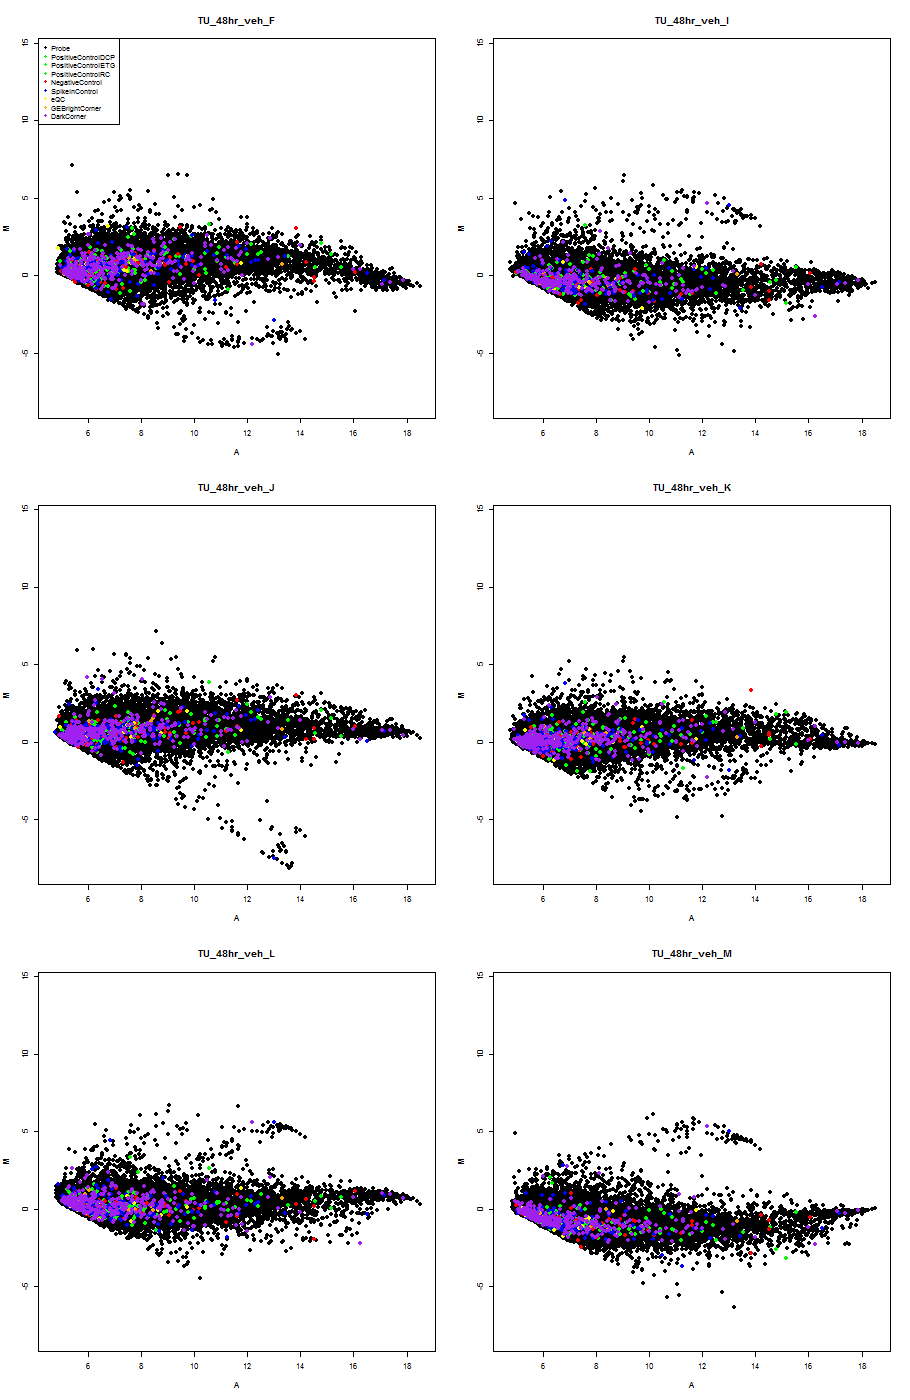 TU_48hr_veh_F
15
10
5
0
-5
M
Probe
PositiveControlDCP
PositiveControlETG
PositiveControlRC
NegativeControl
SpikeInControl
eQC
GEBrightCorner
DarkCorner
6 8 10 12 14 16 18
A
TU_48hr_veh_I
15
10
5
0
-5
M
6 8 10 12 14 16 18
A
TU_48hr_veh_J
15
10
5
0
-5
M
6 8 10 12 14 16 18
A
TU_48hr_veh_K
15
10
5
0
-5
M
6 8 10 12 14 16 18
A
TU_48hr_veh_L
15
10
5
0
-5
M
6 8 10 12 14 16 18
A
TU_48hr_veh_M
15
10
5
0
-5
M
6 8 10 12 14 16 18
A